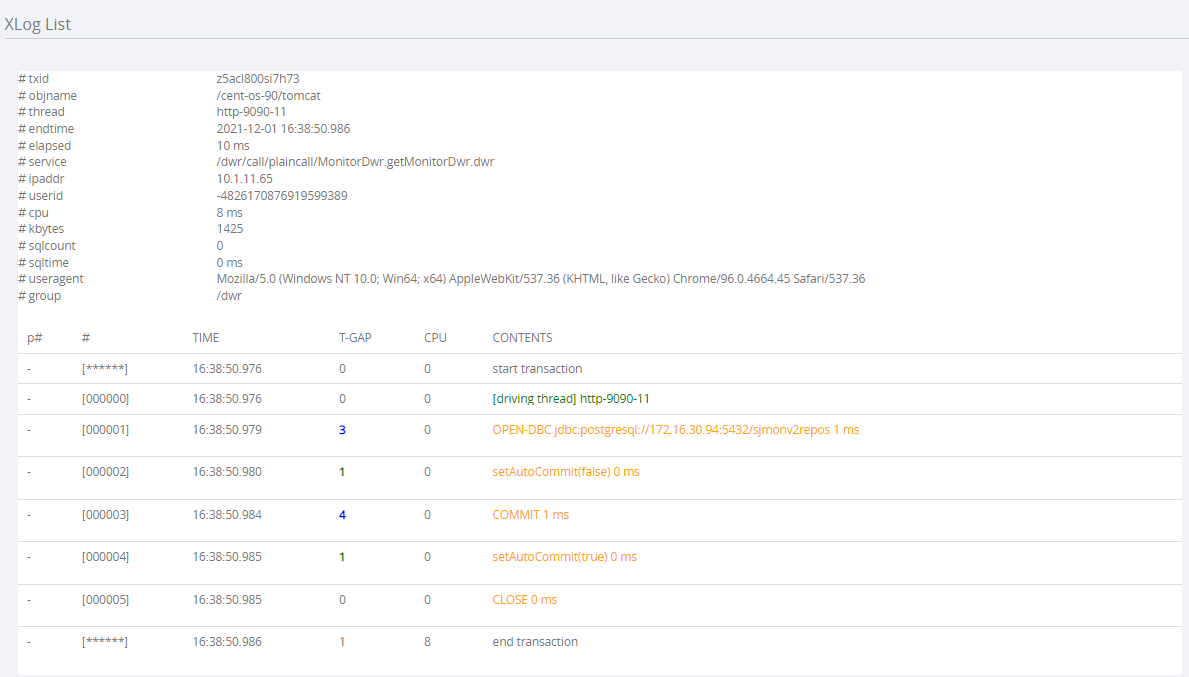 XLog List
# txid z5acl800si7h73
# objname /cent-os-90/tomcat
# thread http-9090-11
# endtime 2021-12-01 16:38:50.986
# elapsed 10 ms
# service /dwr/call/plaincall/MonitorDwr.getMonitorDwr.dwr
# ipaddr 10.1.11.65
# userid -4826170876919599389
# cpu 8 ms
# kbytes 1425
# sqlcount 0
# sqltime 0 ms
# useragent Mozilla/5.0 (Windows NT 10.0; Win64; x64) AppleWebKit/537.36 (KHTML, like Gecko) Chrome/96.0.4664.45 Safari/537.36
# group /dwr
p# # TIME T-GAP CPU CONTENTS
- [******] 16:38:50.976 0 0 start transaction
- [000000] 16:38:50.976 0 0 [driving thread] http-9090-11
- [000001] 16:38:50.979 3 0 OPEN-DBC jdbc:postgresql://172.16.30.94:5432/sjmonv2repos 1 ms
- [000002] 16:38:50.980 1 0 setAutoCommit(false) 0 ms
- [000003] 16:38:50.984 4 0 COMMIT 1 ms
- [000004] 16:38:50.985 1 0 setAutoCommit(true) 0 ms
- [000005] 16:38:50.985 0 0 CLOSE 0 ms
- [******] 16:38:50.986 1 8 end transaction